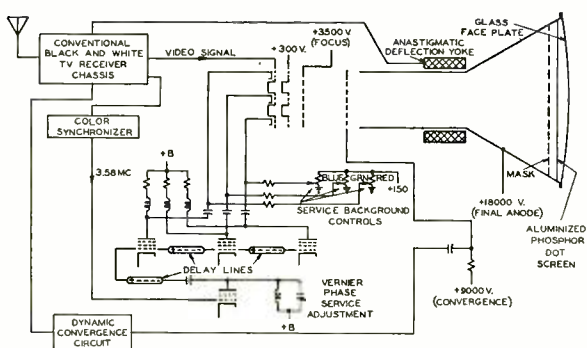 CONVENTIONAL
BLACK AND WHITE
TV RECEIVER
CHASSIS
VIDEO SIGNAL
+300 V.
+3500 V.
(FOCUS)
ANASTIGMATIC
DEFLECTION YOKE
GLASS
FACE PLATE
COLOR
SYNCHRONIZER
3.58 MC
+B
BLUE GRN RED
+150
SERVICE BACKGROUND
CONTROLS
MASK
+18000 V.
(FINAL ANODE)
ALUMINIZED
PHOSPHOR
DOT
SCREEN
DELAY LINES
VERNIER
PHASE
SERVICE
ADJUSTMENT
+B
+9000 V.
(CONVERGENCE)
DYNAMIC
CONVERGENCE
CIRCUIT